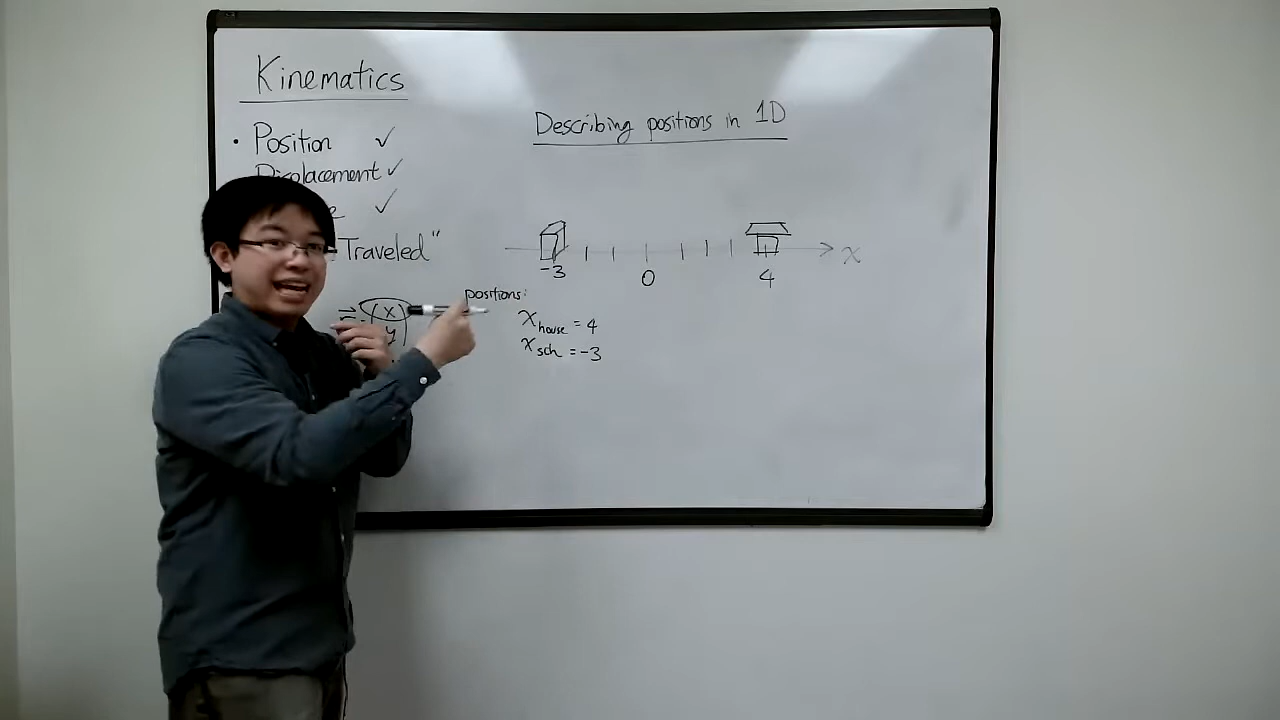 Kinematics
• Position ✓
Displacement ✓
✓
Traveled"
(x)
y
Describing positions in 1D
-3 0 4 x
positions:
x house = 4
x sch = -3